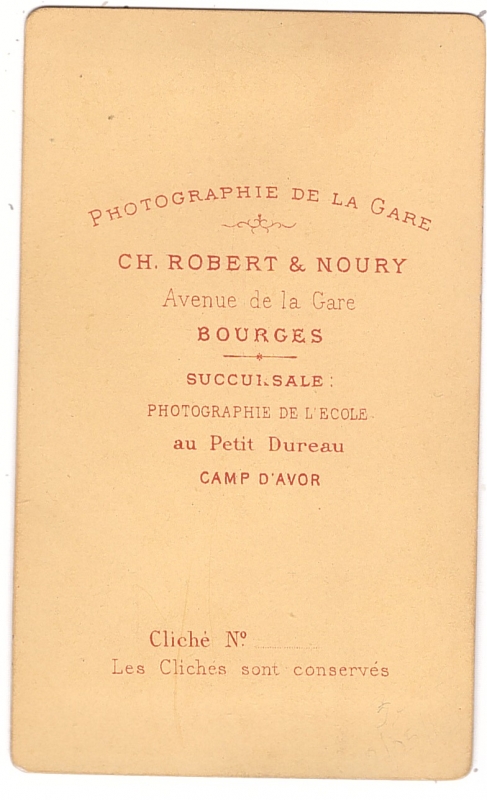 PHOTOGRAPHIE DE LA GARE
CH. ROBERT & NOURY
Avenue de la Gare
BOURGES
SUCCURSALE :
PHOTOGRAPHIE DE L'ECOLE
au Petit Dureau
CAMP D'AVOR
Cliché Nº
Les Clichés sont conservés